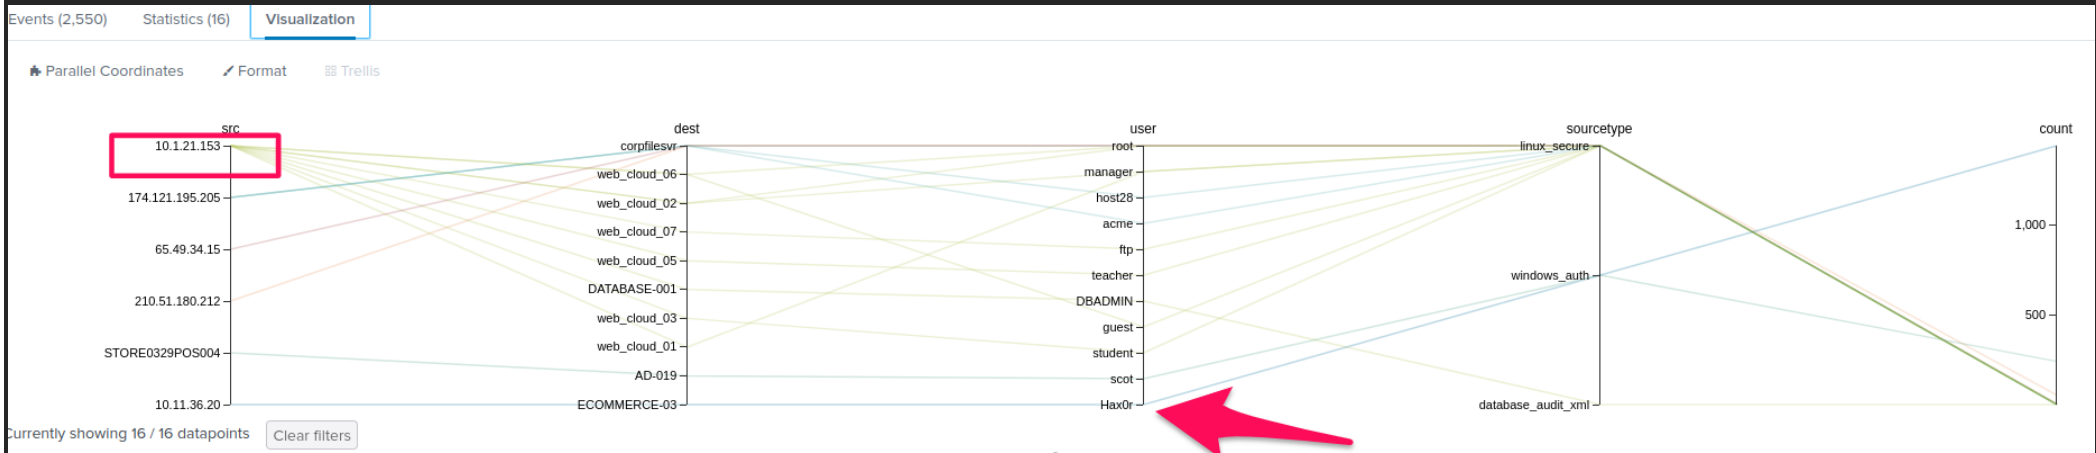 Events (2,550) Statistics (16) Visualization
Parallel Coordinates Format Trellis
src dest user sourcetype count
10.1.21.153
174.121.195.205
65.49.34.15
210.51.180.212
STORE0329POS004
10.11.36.20
corpfilesvr
web_cloud_06
web_cloud_02
web_cloud_07
web_cloud_05
DATABASE-001
web_cloud_03
web_cloud_01
AD-019
ECOMMERCE-03
root
manager
host28
acme
ftp
teacher
DBADMIN
guest
student
scot
Hax0r
linux_secure
windows_auth
database_audit_xml
1,000
500
Currently showing 16 / 16 datapoints Clear filters